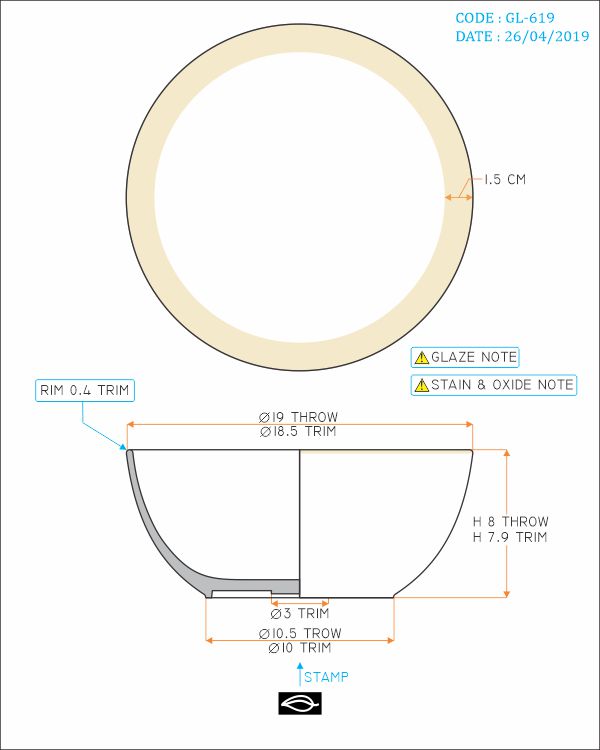 CODE : GL-619
DATE : 26/04/2019
1.5 CM
GLAZE NOTE
STAIN & OXIDE NOTE
RIM 0.4 TRIM
Ø19 THROW
Ø18.5 TRIM
H 8 THROW
H 7.9 TRIM
Ø3 TRIM
Ø10.5 TROW
Ø10 TRIM
STAMP